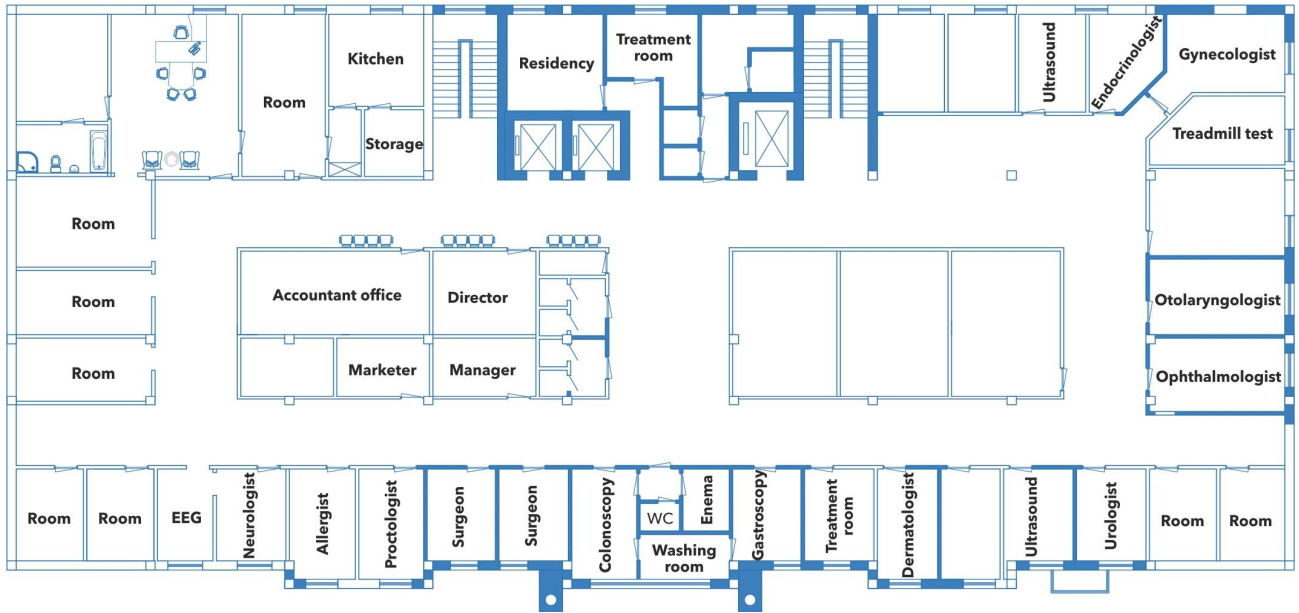 Kitchen
Residency
Treatment
room
Ultrasound
Endocrinologist
Gynecologist
Room
Storage
Treadmill test
Room
Room
Accountant office
Director
Otolaryngologist
Room
Marketer
Manager
Ophthalmologist
Room
Room
EEG
Neurologist
Allergist
Proctologist
Surgeon
Surgeon
Colonoscopy
WC
Enema
Washing
room
Gastroscopy
Treatment
room
Dermatologist
Ultrasound
Urologist
Room
Room